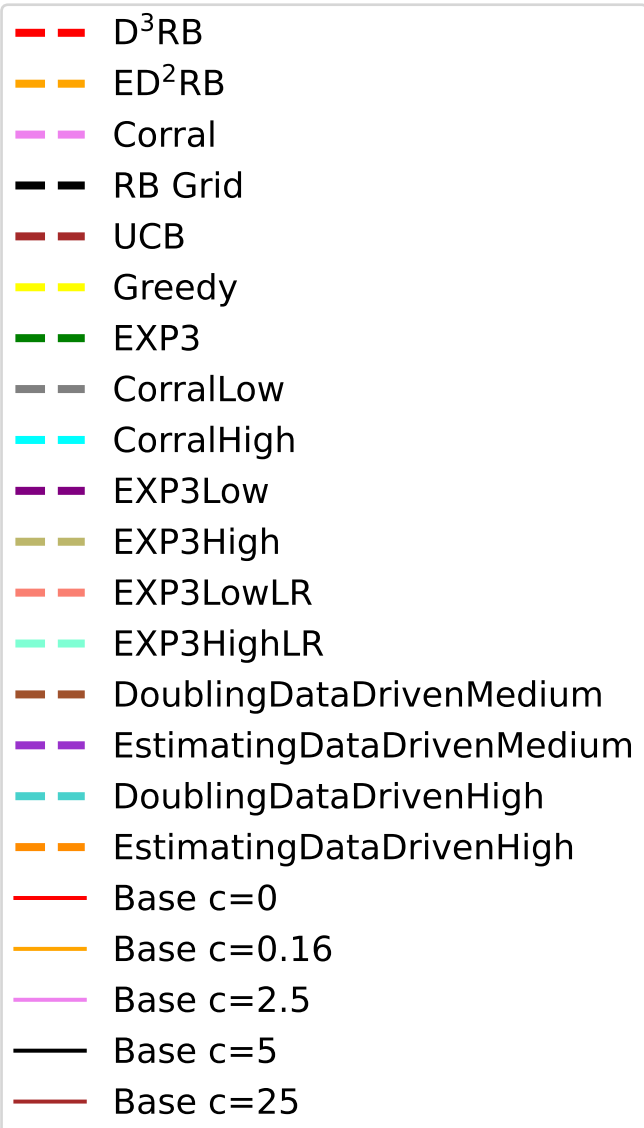 D³RB
ED²RB
Corral
RB Grid
UCB
Greedy
EXP3
CorralLow
CorralHigh
EXP3Low
EXP3High
EXP3LowLR
EXP3HighLR
DoublingDataDrivenMedium
EstimatingDataDrivenMedium
DoublingDataDrivenHigh
EstimatingDataDrivenHigh
Base c=0
Base c=0.16
Base c=2.5
Base c=5
Base c=25